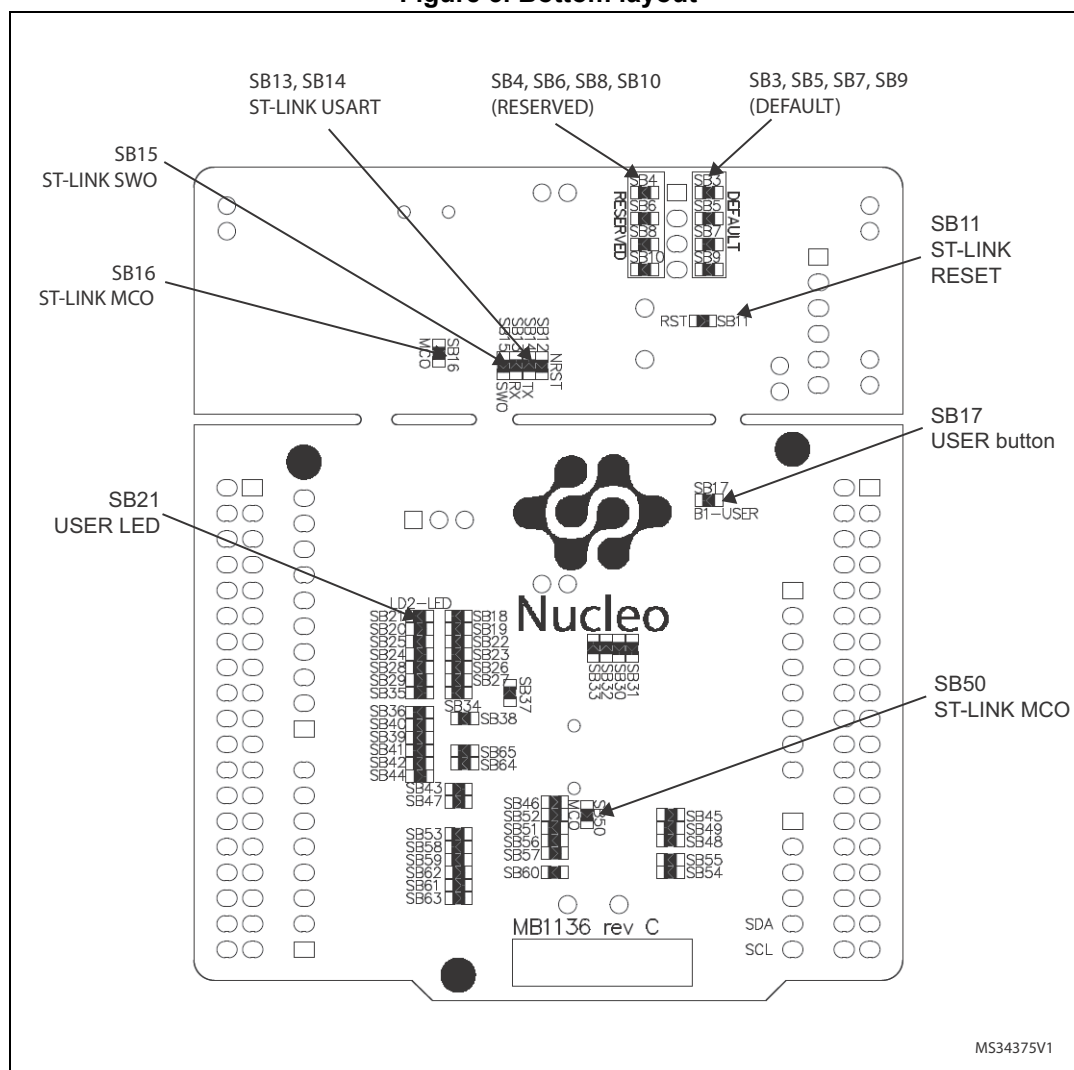 SB13, SB14
ST-LINK USART
SB4, SB6, SB8, SB10
(RESERVED)
SB3, SB5, SB7, SB9
(DEFAULT)
SB15
ST-LINK SWO
SB16
ST-LINK MCO
SB11
ST-LINK
RESET
SB4
SB6
SB8
SB10
RESERVED
SB3
SB5
SB7
SB9
DEFAULT
RST
SB11
MCO
SB16
SB15
SB13
SB14
SB12
SWO
RX
TX
NRST
SB17
USER button
SB17
B1-USER
SB21
USER LED
LD2-LED
Nucleo
SB21
SB20
SB25
SB24
SB28
SB29
SB35
SB18
SB19
SB22
SB23
SB26
SB27
SB34
SB37
SB38
SB33
SB32
SB30
SB31
SB36
SB40
SB39
SB41
SB42
SB44
SB65
SB64
SB43
SB47
SB50
ST-LINK MCO
SB46
SB52
SB51
SB56
SB57
SB60
MCO
SB50
SB45
SB49
SB48
SB55
SB54
SB53
SB58
SB59
SB62
SB61
SB63
MB1136 rev C
SDA
SCL
MS34375V1